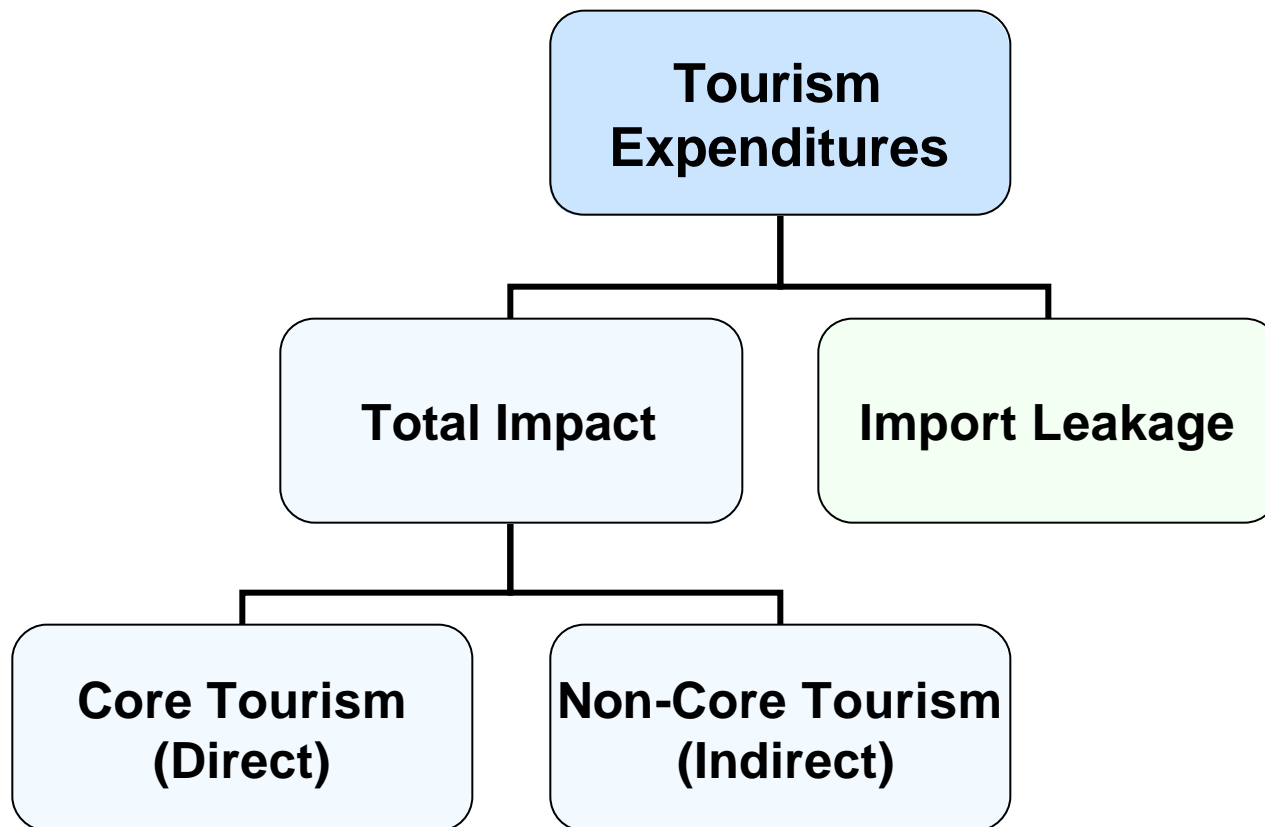 Tourism
Expenditures
Total Impact
Import Leakage
Core Tourism
(Direct)
Non-Core Tourism
(Indirect)